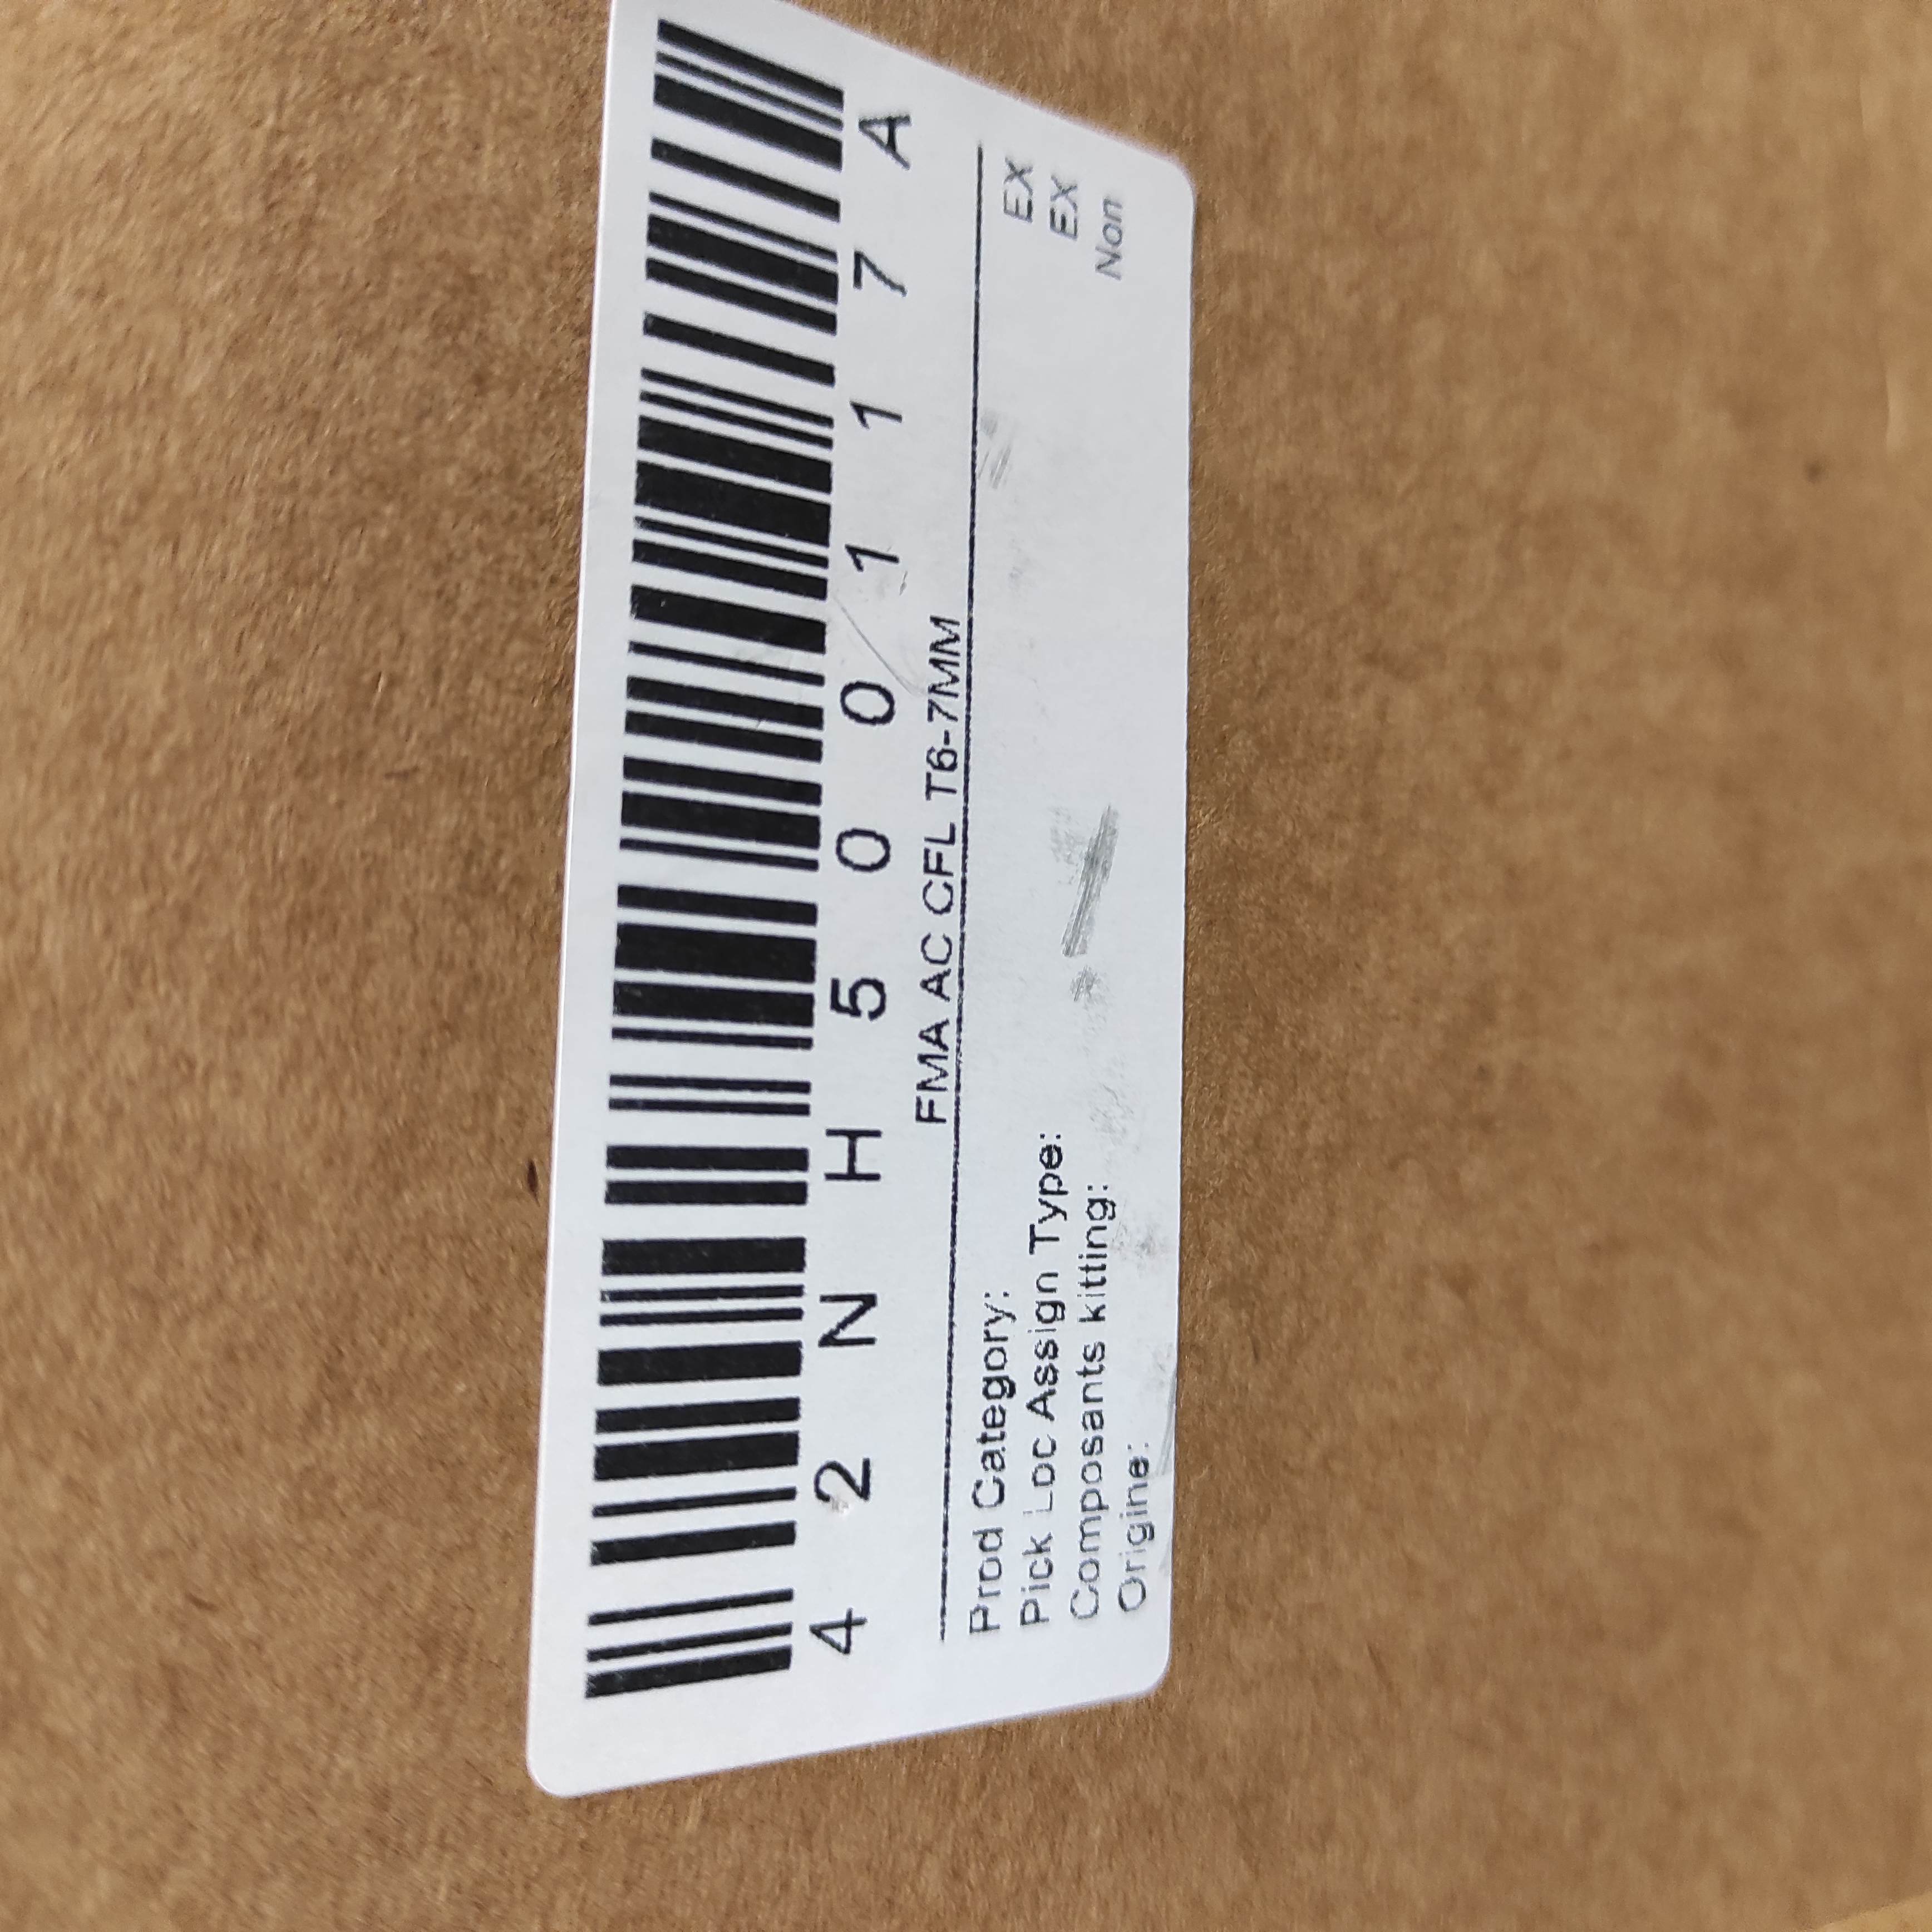 4 2 N H 5 0 0 1 1 7 A
FMA AC CFL T6-7MM
Prod Category: EX
Pick Loc Assign Type: EX
Composants kitting: Non
Origine: